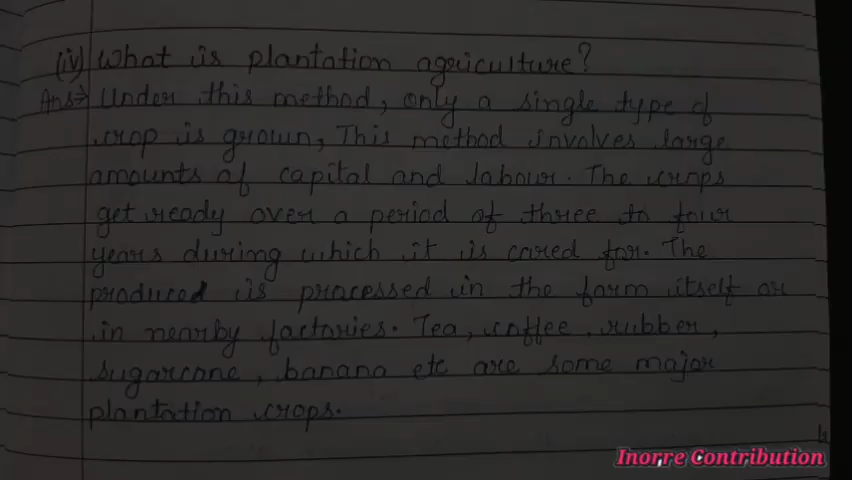 (iv) What is plantation agriculture?
Ans→ Under this method, only a single type of
crop is grown, This method involves large
amounts of capital and labour. The crops
get ready over a period of three to four
years during which it is cared for. The
produced is processed in the farm itself or
in nearby factories. Tea, coffee, rubber,
sugarcane, banana etc are some major
plantation crops.
Inorre Contribution